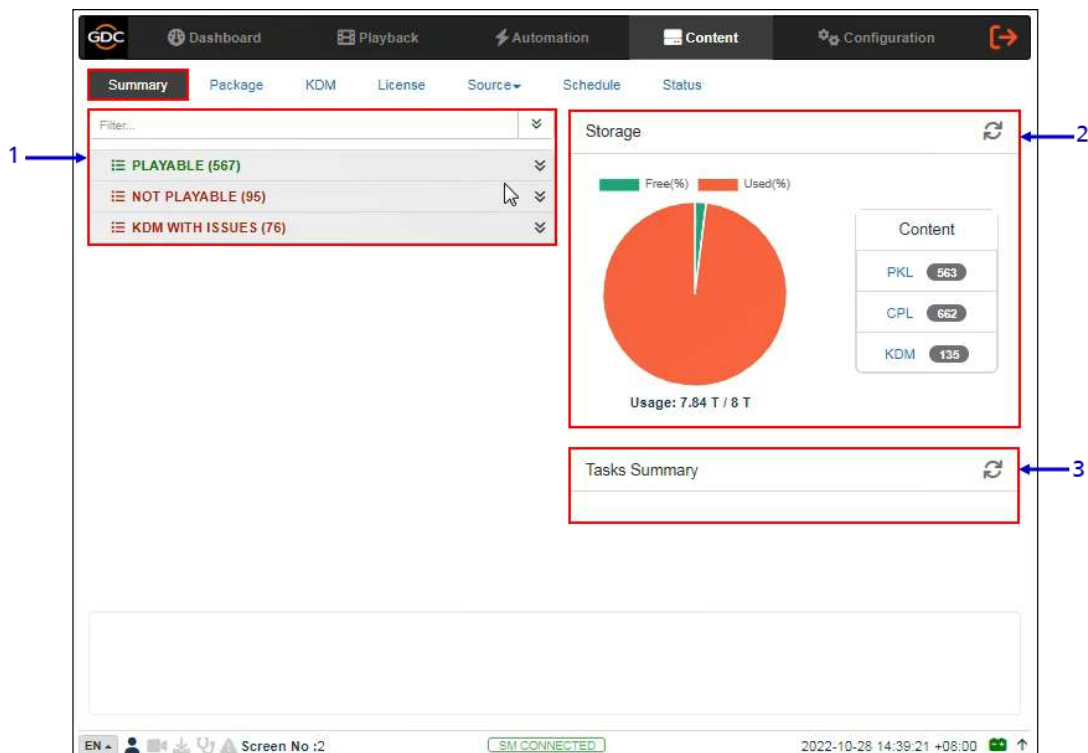 GDC Dashboard Playback Automation Content Configuration
Summary Package KDM License Source Schedule Status
Filter...
1
PLAYABLE (567)
NOT PLAYABLE (95)
KDM WITH ISSUES (76)
Storage
2
Free(%) Used(%)
Content
PKL 563
CPL 662
KDM 135
Usage: 7.84 T / 8 T
Tasks Summary
3
EN Screen No :2 SM CONNECTED 2022-10-28 14:39:21 +08:00